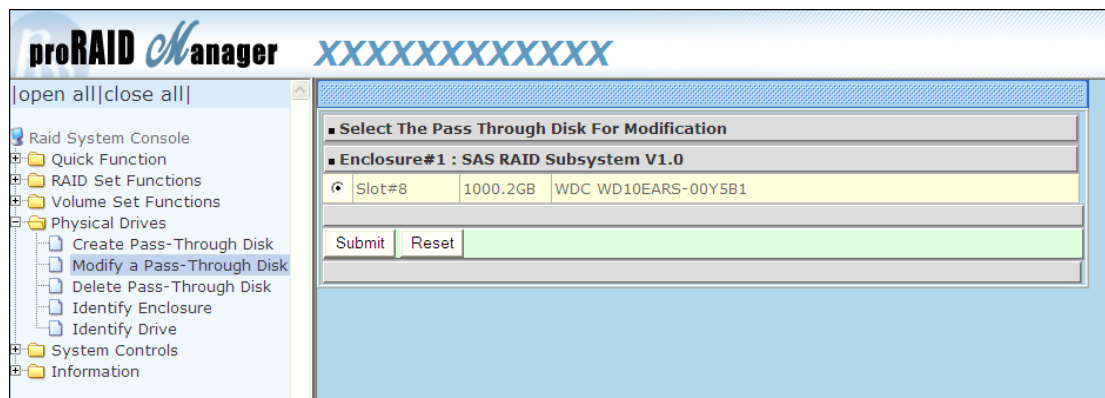 proRAID Manager XXXXXXXXXXXX
|open all|close all|
Raid System Console
Quick Function
RAID Set Functions
Volume Set Functions
Physical Drives
Create Pass-Through Disk
Modify a Pass-Through Disk
Delete Pass-Through Disk
Identify Enclosure
Identify Drive
System Controls
Information
Select The Pass Through Disk For Modification
Enclosure#1 : SAS RAID Subsystem V1.0
Slot#8 1000.2GB WDC WD10EARS-00Y5B1
Submit Reset